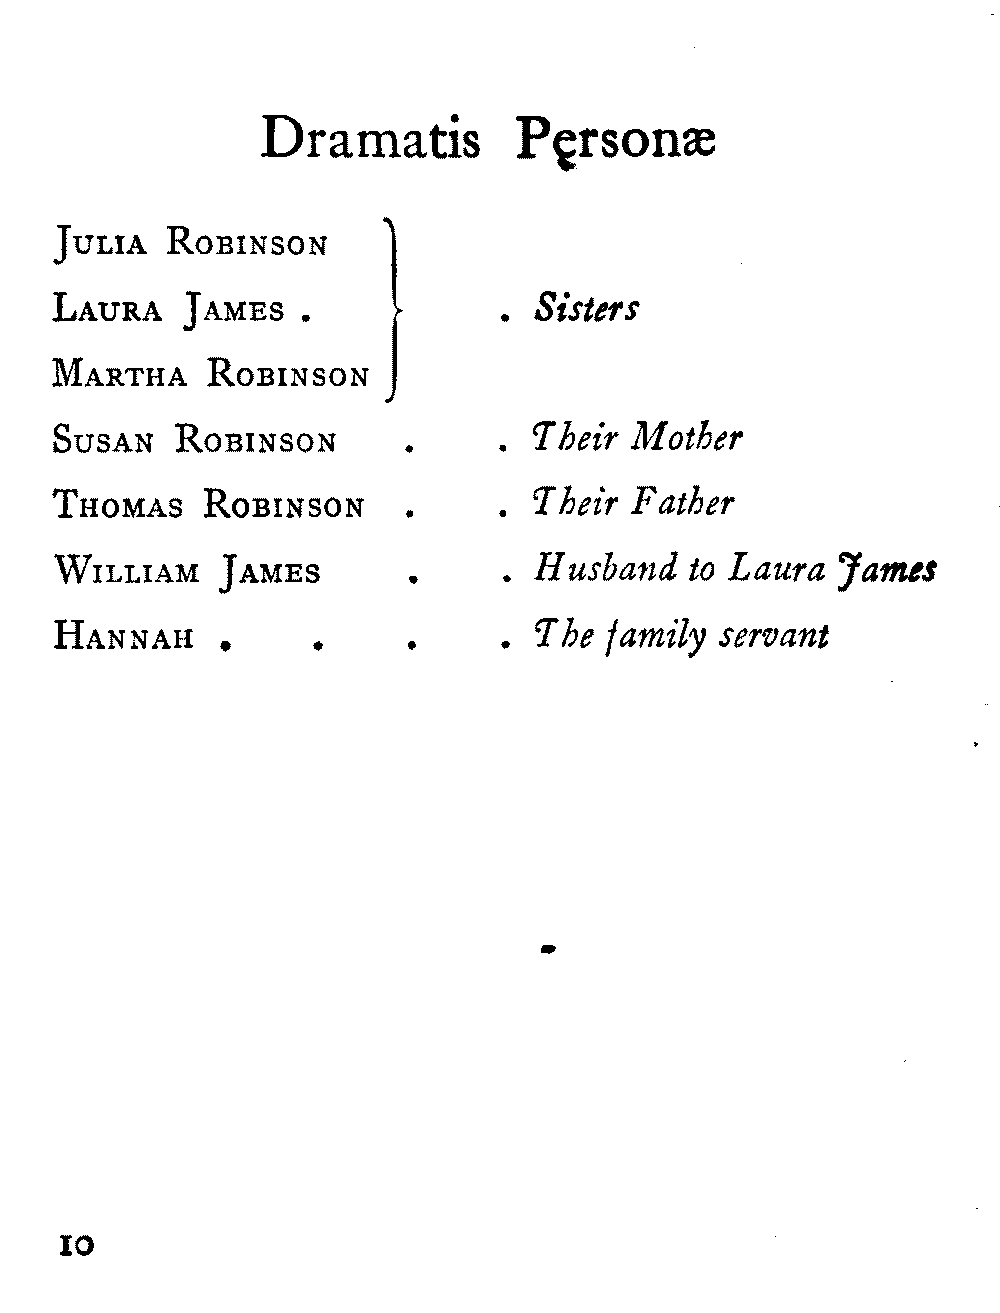 Dramatis Personæ
Julia Robinson
Laura James . . Sisters
Martha Robinson
Susan Robinson . . Their Mother
Thomas Robinson . . Their Father
William James . . Husband to Laura James
Hannah . . . . The family servant
10